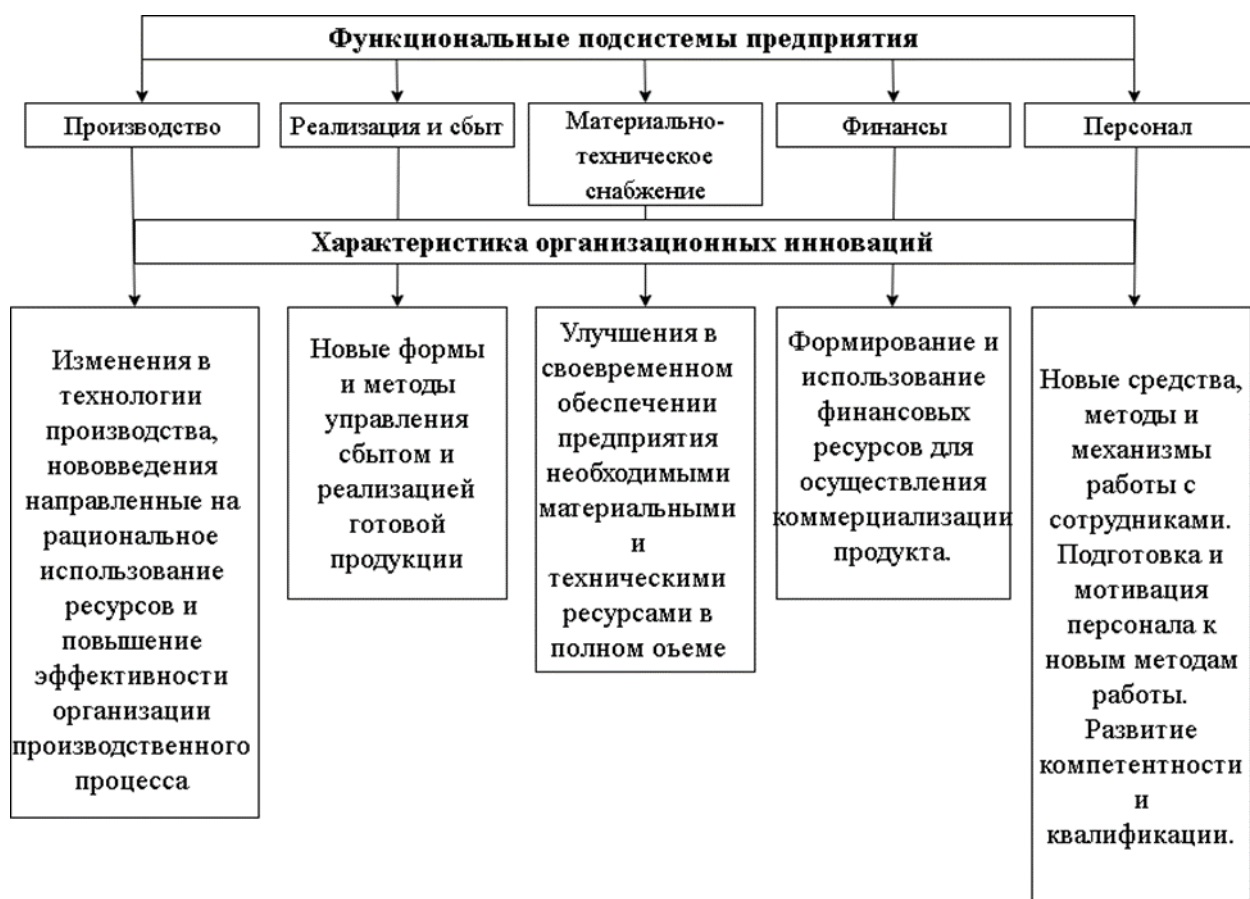 Функциональные подсистемы предприятия
Производство
Реализация и сбыт
Материально-
техническое
снабжение
Финансы
Персонал
Характеристика организационных инноваций
Изменения в
технологии
производства,
нововведения
направленные на
рациональное
использование
ресурсов и
повышение
эффективности
организации
производственного
процесса
Новые формы
и методы
управления
сбытом и
реализацией
готовой
продукции
Улучшения в
своевременном
обеспечении
предприятия
необходимыми
материальными
и
техническими
ресурсами в
полном оьеме
Формирование и
использование
финансовых
ресурсов для
осуществления
коммерциализации
продукта.
Новые средства,
методы и
механизмы
работы с
сотрудниками.
Подготовка и
мотивация
персонала к
новым методам
работы.
Развитие
компетентности
и
квалификации.